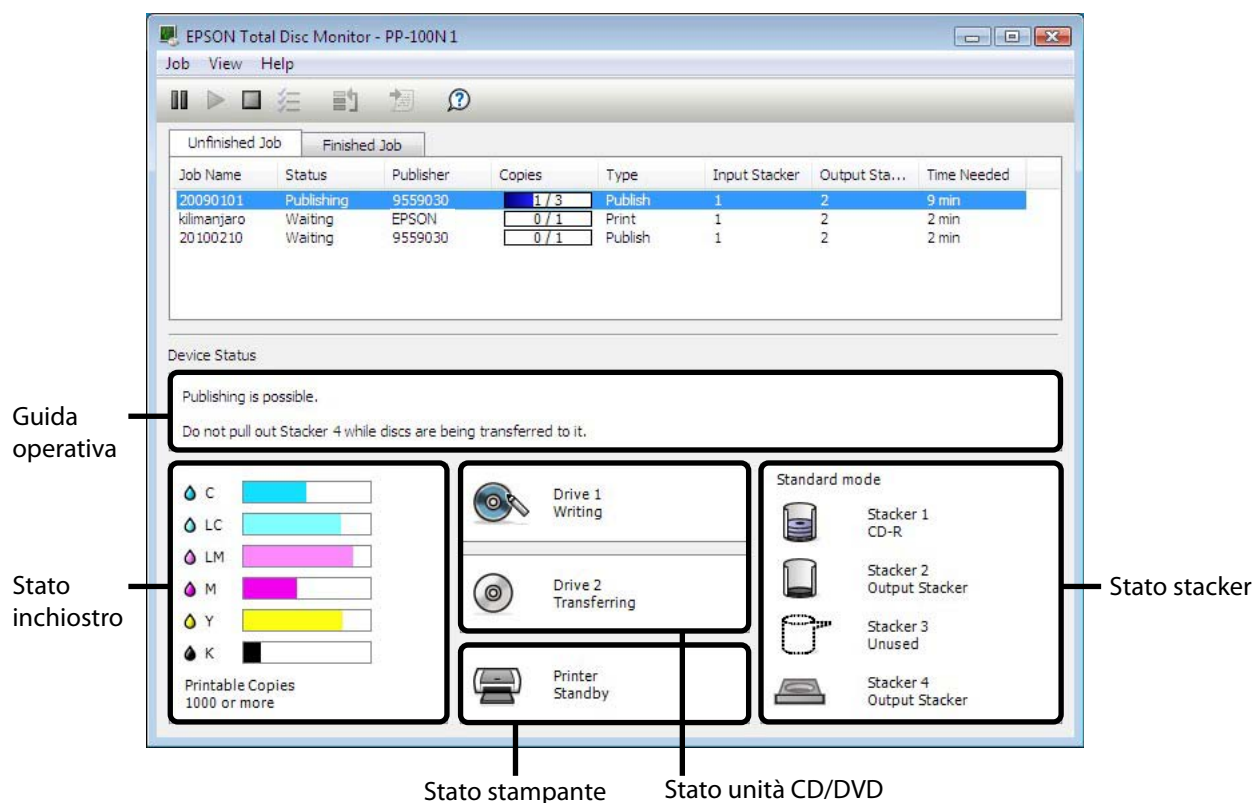 EPSON Total Disc Monitor - PP-100N 1
Job View Help
Unfinished Job Finished Job
Job Name Status Publisher Copies Type Input Stacker Output Sta... Time Needed
20090101 Publishing 9559030 1 / 3 Publish 1 2 9 min
kilimanjaro Waiting EPSON 0 / 1 Print 1 2 2 min
20100210 Waiting 9559030 0 / 1 Publish 1 2 2 min
Device Status
Publishing is possible.
Do not pull out Stacker 4 while discs are being transferred to it.
Guida
operativa
C
LC
LM
M
Y
K
Printable Copies
1000 or more
Stato
inchiostro
Drive 1
Writing
Drive 2
Transferring
Printer
Standby
Standard mode
Stacker 1
CD-R
Stacker 2
Output Stacker
Stacker 3
Unused
Stacker 4
Output Stacker
Stato stacker
Stato stampante
Stato unità CD/DVD